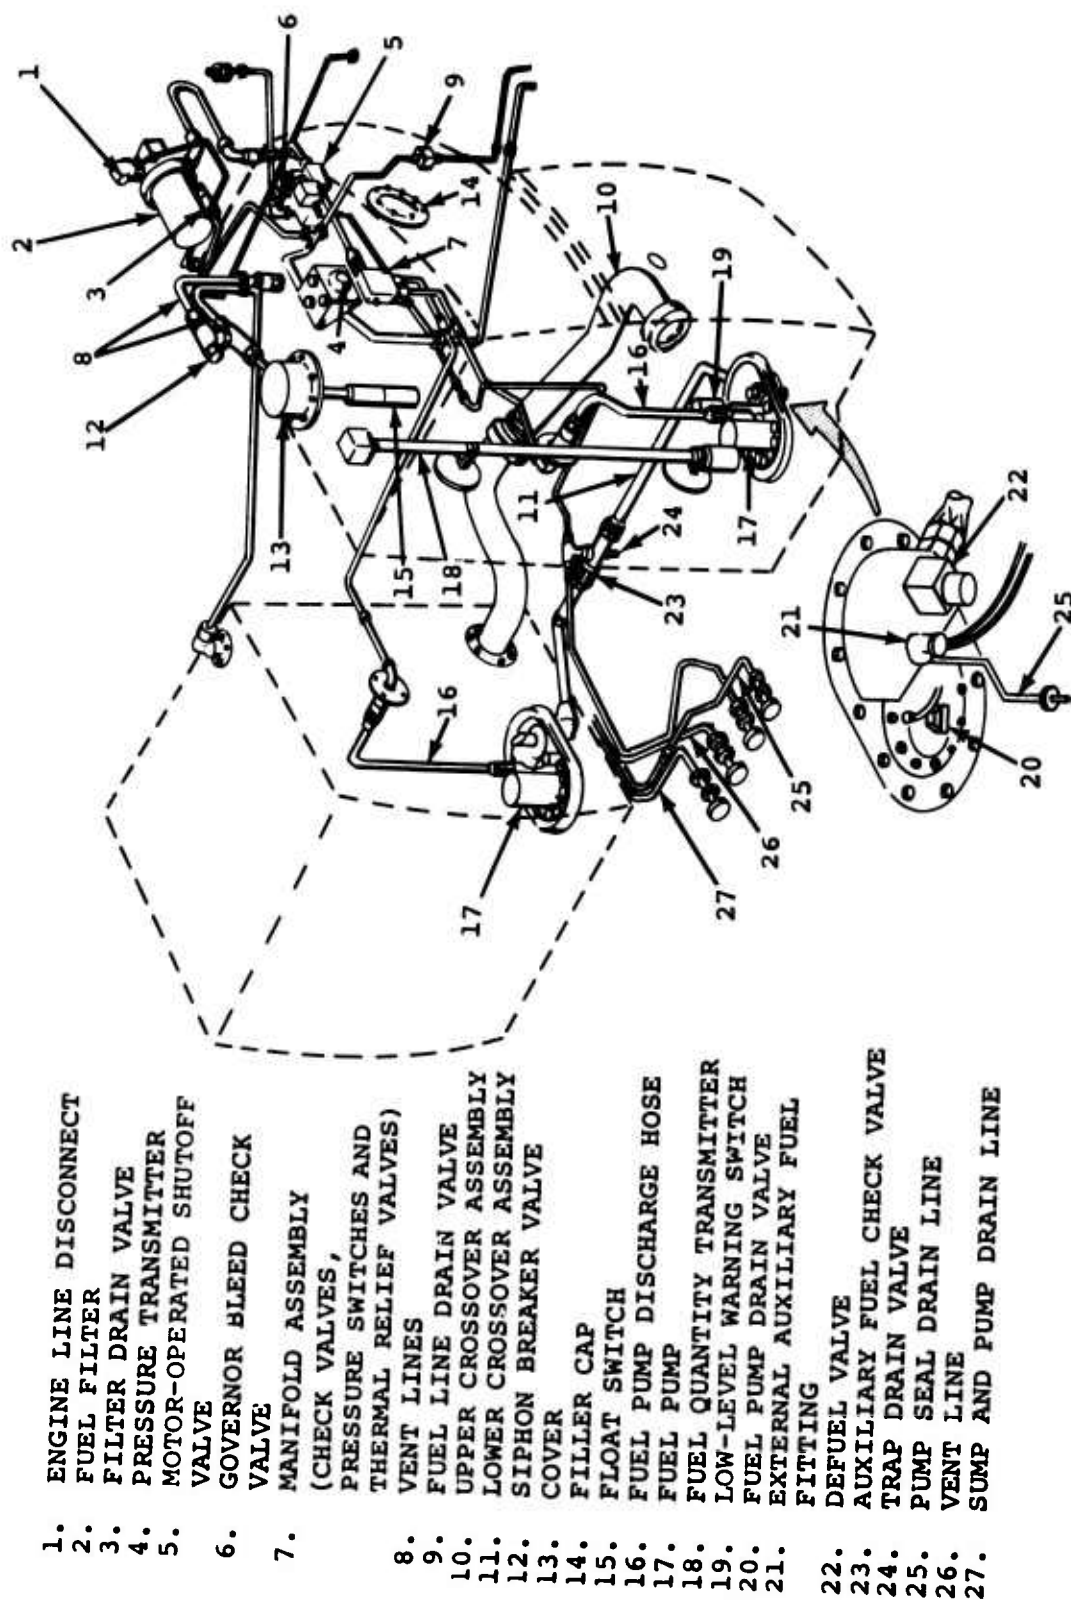 1. ENGINE LINE DISCONNECT
2. FUEL FILTER
3. FILTER DRAIN VALVE
4. PRESSURE TRANSMITTER
5. MOTOR-OPERATED SHUTOFF
VALVE
6. GOVERNOR BLEED CHECK
VALVE
7. MANIFOLD ASSEMBLY
(CHECK VALVES,
PRESSURE SWITCHES AND
THERMAL RELIEF VALVES)
8. VENT LINES
9. FUEL LINE DRAIN VALVE
10. UPPER CROSSOVER ASSEMBLY
11. LOWER CROSSOVER ASSEMBLY
12. SIPHON BREAKER VALVE
13. COVER
14. FILLER CAP
15. FLOAT SWITCH
16. FUEL PUMP DISCHARGE HOSE
17. FUEL PUMP
18. FUEL QUANTITY TRANSMITTER
19. LOW-LEVEL WARNING SWITCH
20. FUEL PUMP DRAIN VALVE
21. EXTERNAL AUXILIARY FUEL
FITTING
22. DEFUEL VALVE
23. AUXILIARY FUEL CHECK VALVE
24. TRAP DRAIN VALVE
25. PUMP SEAL DRAIN LINE
26. VENT LINE
27. SUMP AND PUMP DRAIN LINE
2
1
8
12
3
13
6
4
5
15
16
18
7
9
14
17
11
10
16
23
24
19
27
17
26
21
25
22
20
25